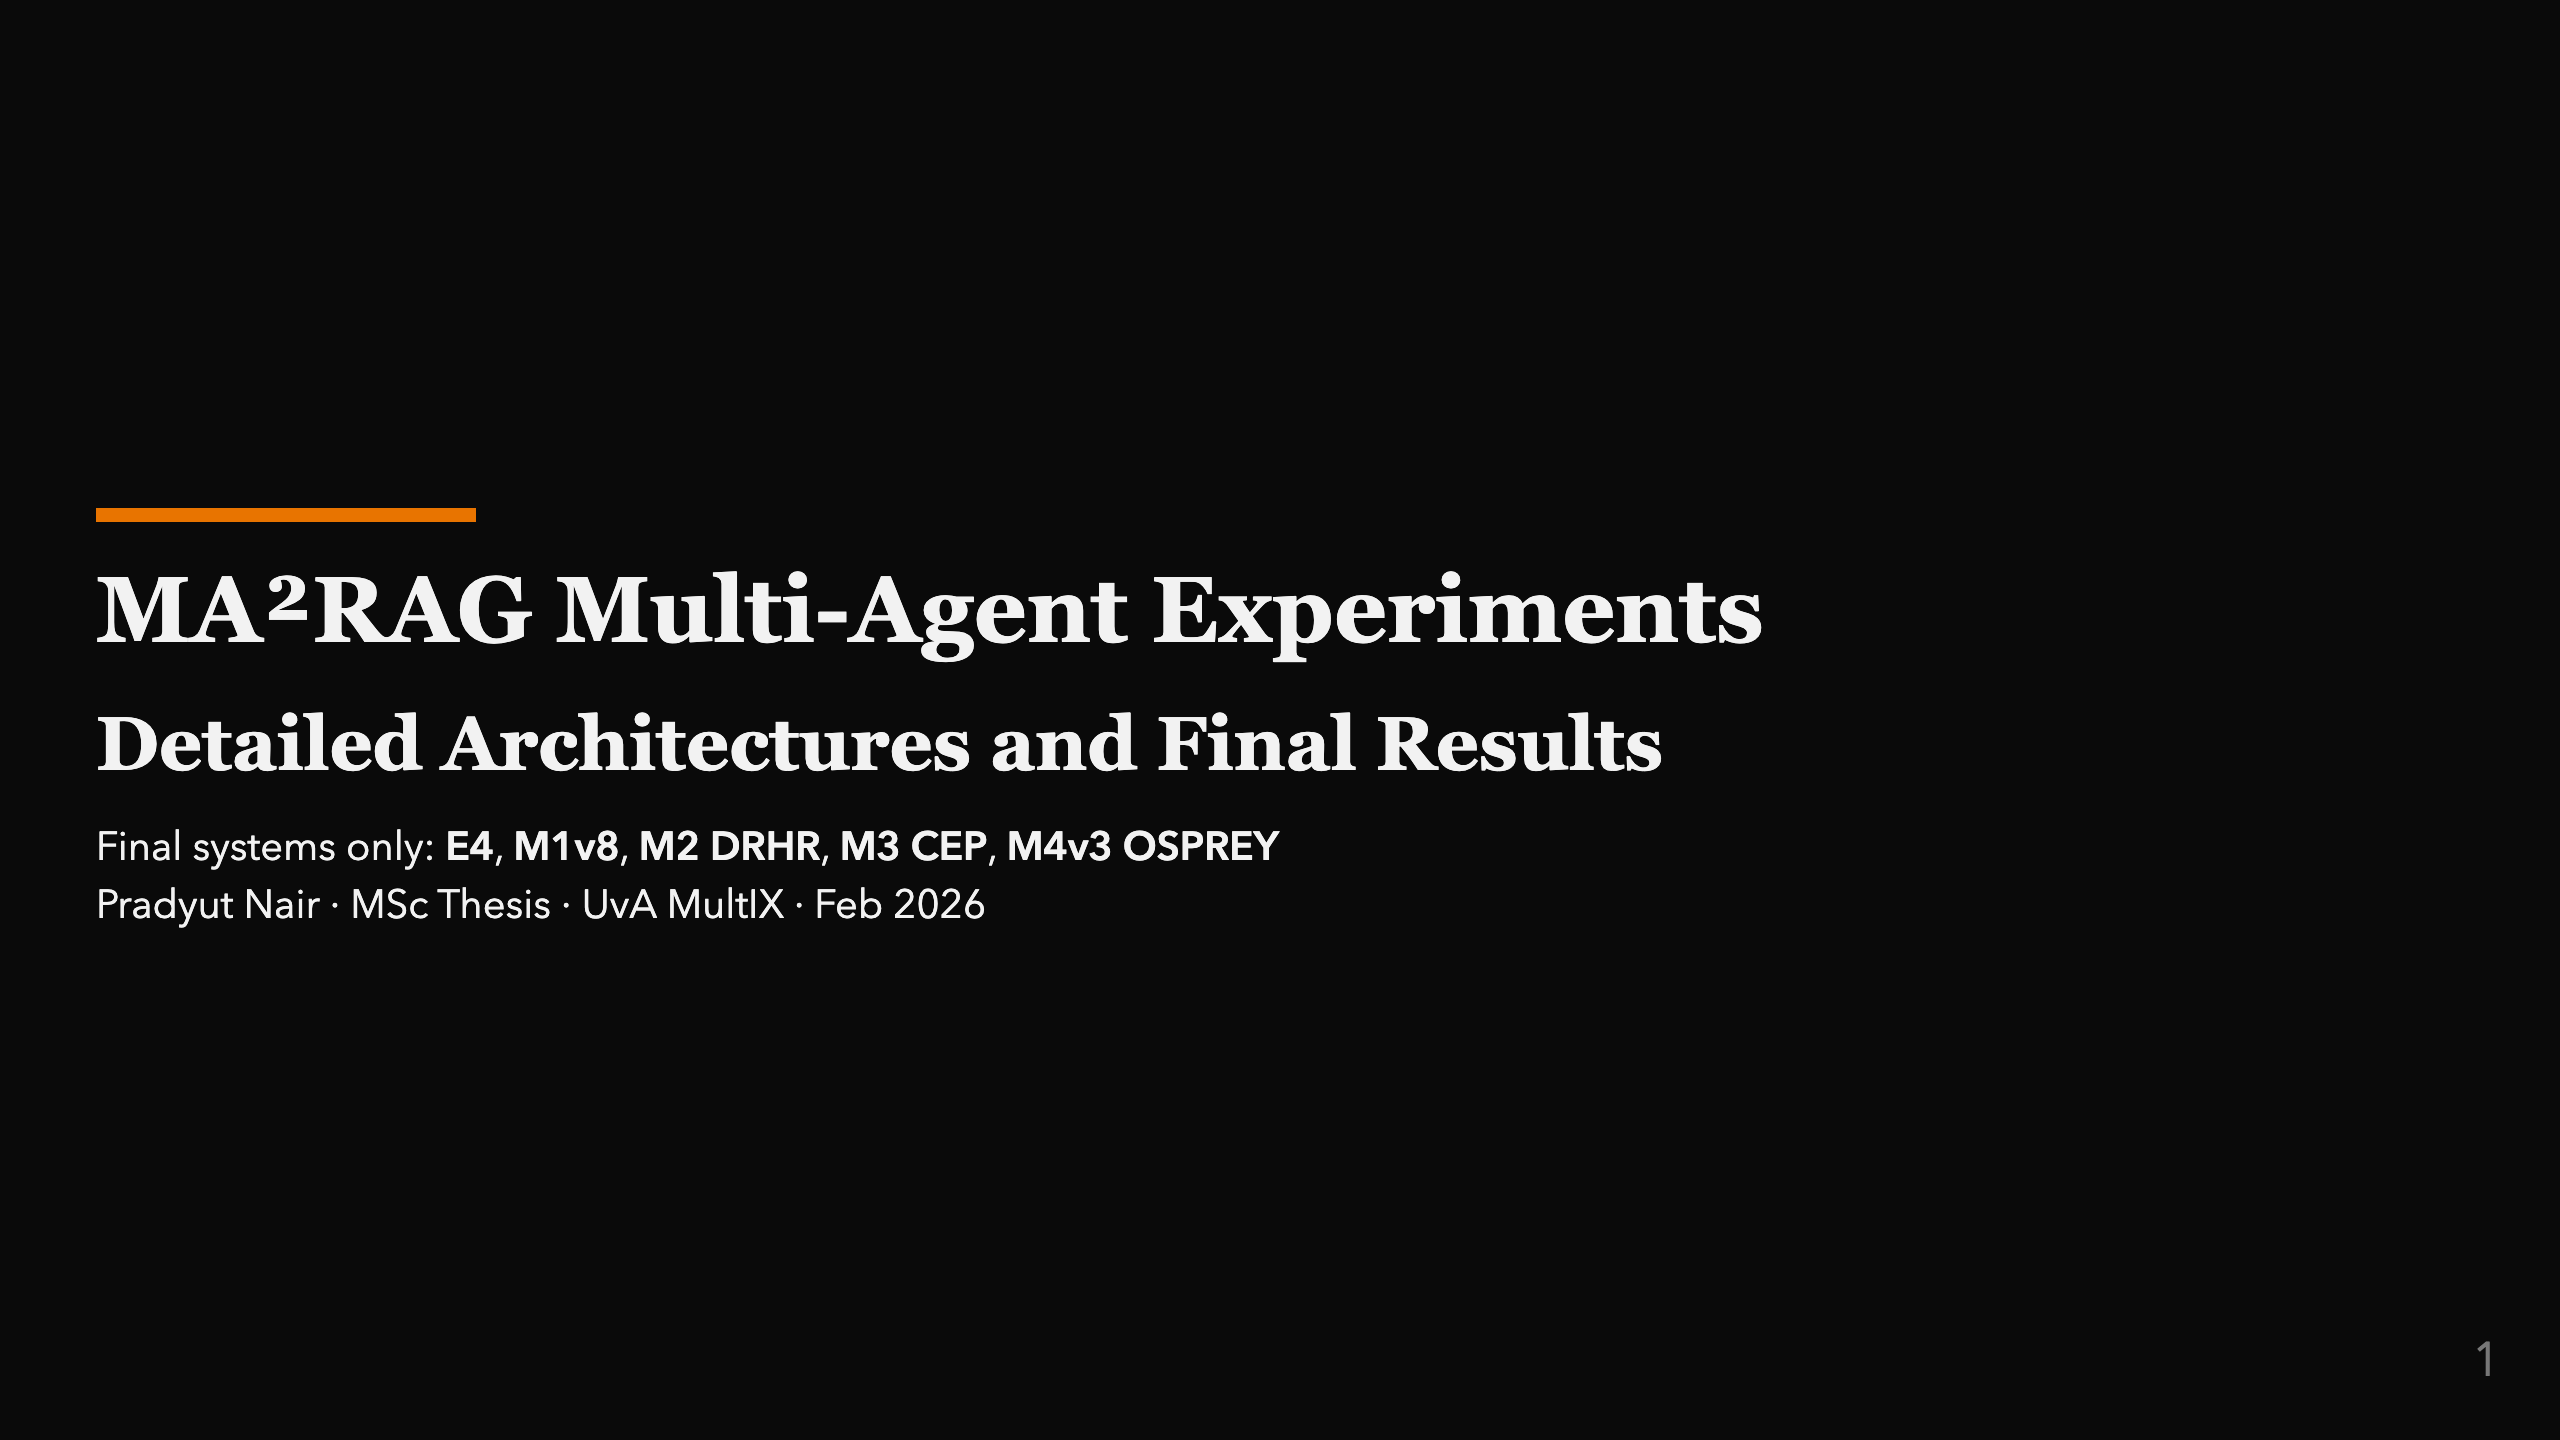 MA²RAG Multi-Agent Experiments
Detailed Architectures and Final Results
Final systems only: E4, M1v8, M2 DRHR, M3 CEP, M4v3 OSPREY
Pradyut Nair · MSc Thesis · UvA MultIX · Feb 2026
1